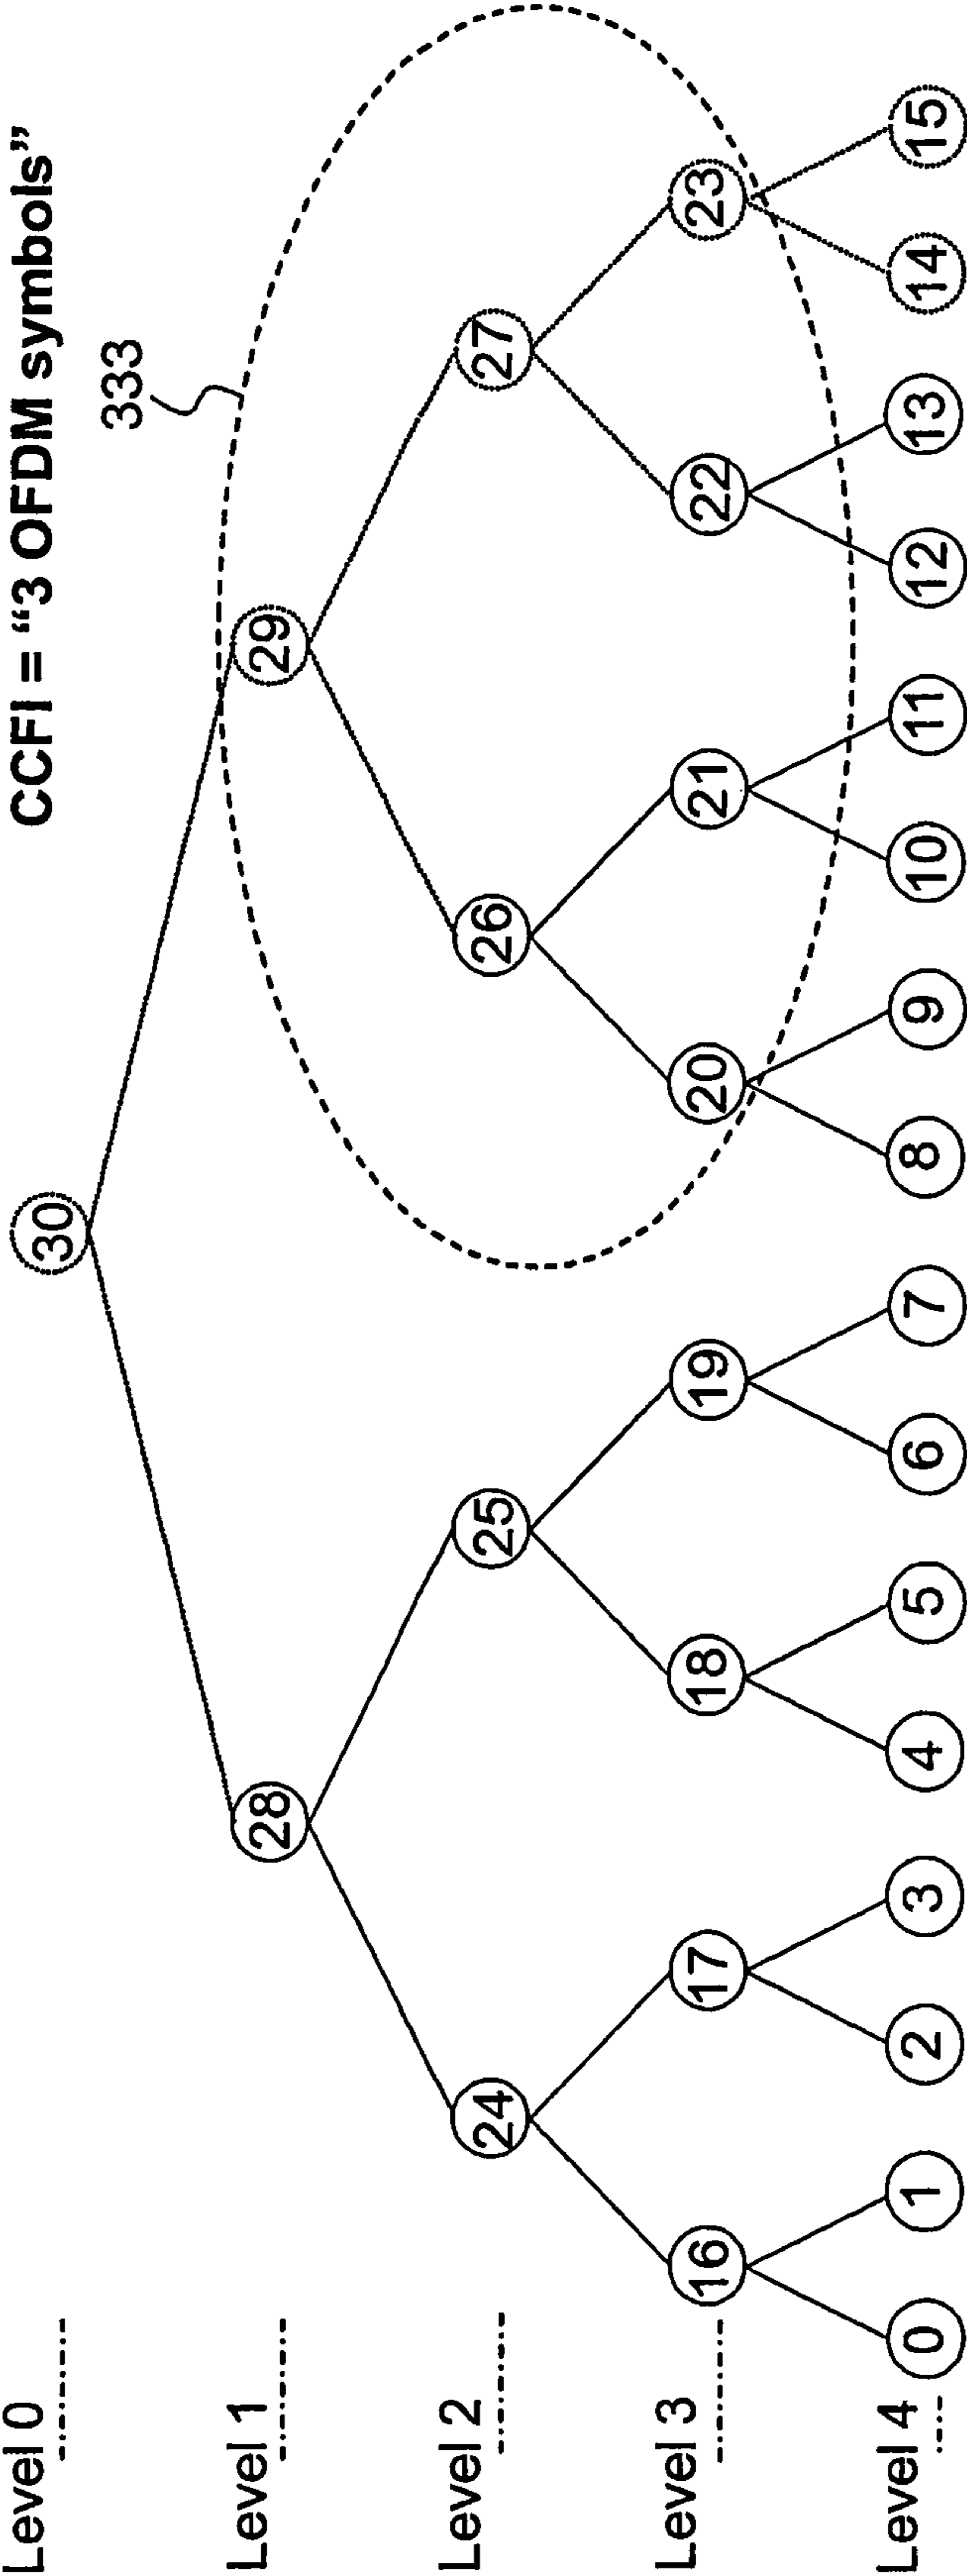 CCFI = “3 OFDM symbols”
333
Level 0
30
Level 1
28 29
Level 2
24 25 26 27
Level 3
16 17 18 19 20 21 22 23
Level 4
0 1 2 3 4 5 6 7 8 9 10 11 12 13 14 15